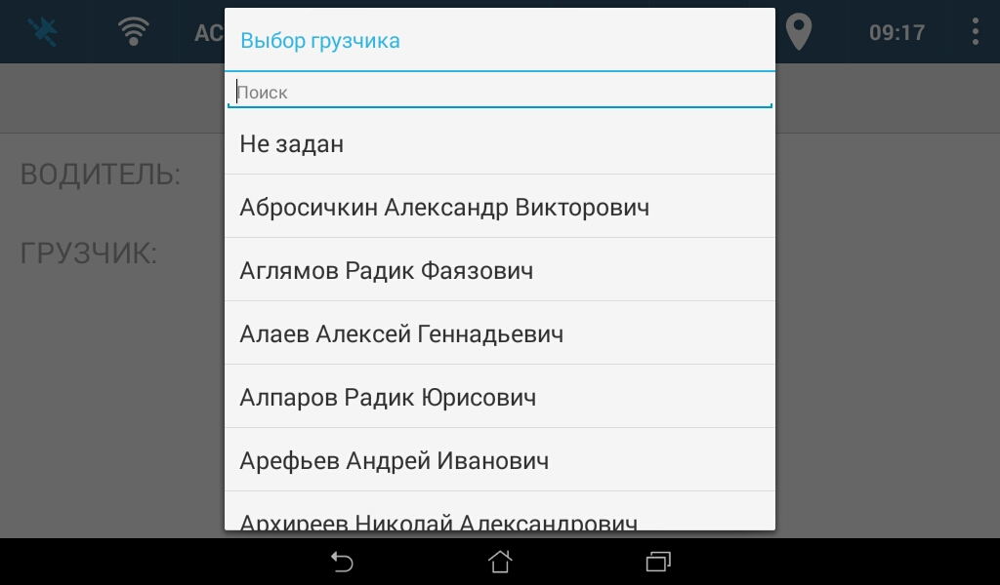 АС
09:17
Выбор грузчика
Поиск
Не задан
ВОДИТЕЛЬ:
Абросичкин Александр Викторович
ГРУЗЧИК:
Аглямов Радик Фаязович
Алаев Алексей Геннадьевич
Алпаров Радик Юрисович
Арефьев Андрей Иванович
Архиреев Николай Александрович